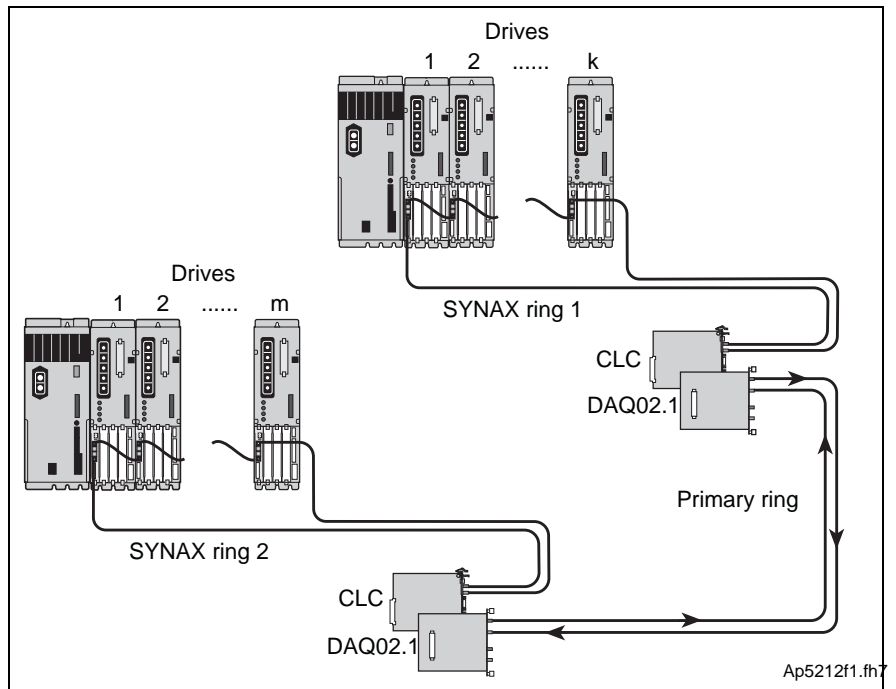 Drives
1 2 ...... k
SYNAX ring 1
CLC
DAQ02.1
Drives
1 2 ...... m
SYNAX ring 2
Primary ring
CLC
DAQ02.1
Ap5212f1.fh7